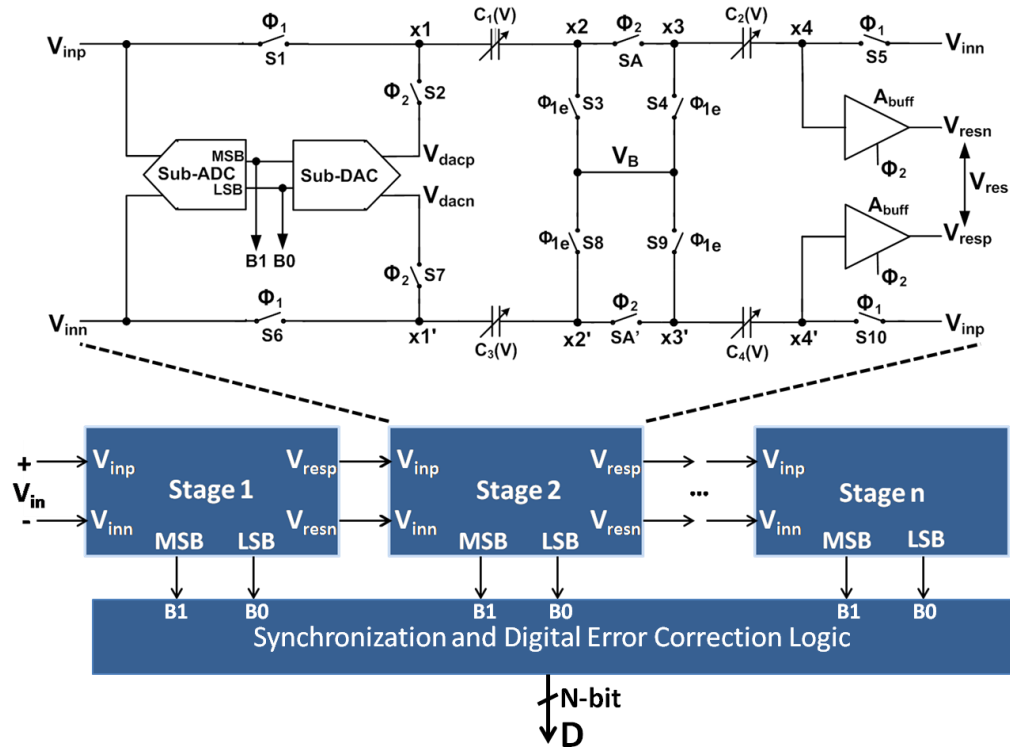 Φ1 x1 C1(V) x2 Φ2 x3 C2(V) x4 Φ1
Vinp S1 SA S5 Vinn
Φ2 S2 Φ1e S3 S4 Φ1e Abuff
Vresn
Sub-ADC MSB LSB Sub-DAC Vdacp VB Φ2
Vdacn Vres
B1 B0 Abuff
Φ2 S7 Φ1e S8 S9 Φ1e Vresp
Φ1 Φ2 Φ2 Φ1
Vinn S6 x1' C3(V) x2' SA' x3' C4(V) x4' S10 Vinp
+ Vinp Vresp Vinp Vresp Vinp
Vin Stage 1 Stage 2 ... Stage n
- Vinn Vresn Vinn Vresn Vinn
MSB LSB MSB LSB MSB LSB
B1 B0 B1 B0 B1 B0
Synchronization and Digital Error Correction Logic
N-bit
D